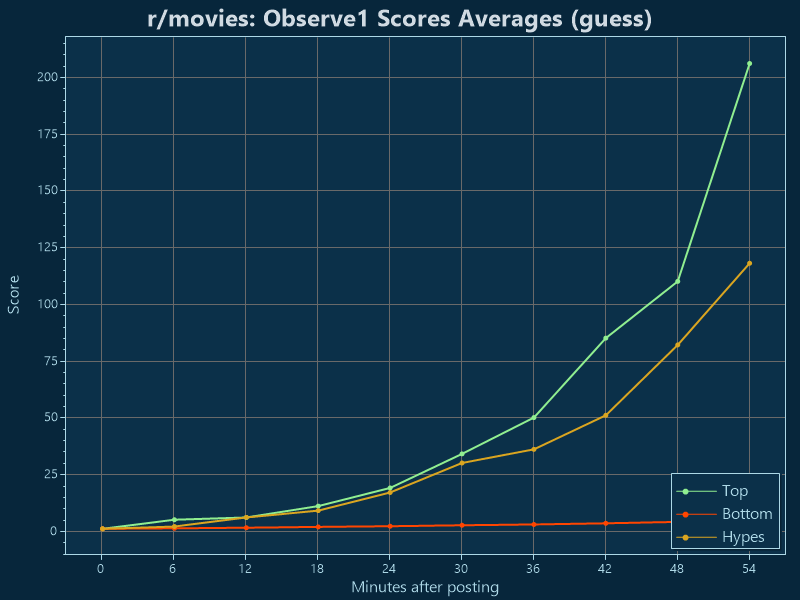 r/movies: Observe1 Scores Averages (guess)
Score
200
175
150
125
100
75
50
25
0
Top
Bottom
Hypes
0 6 12 18 24 30 36 42 48 54
Minutes after posting